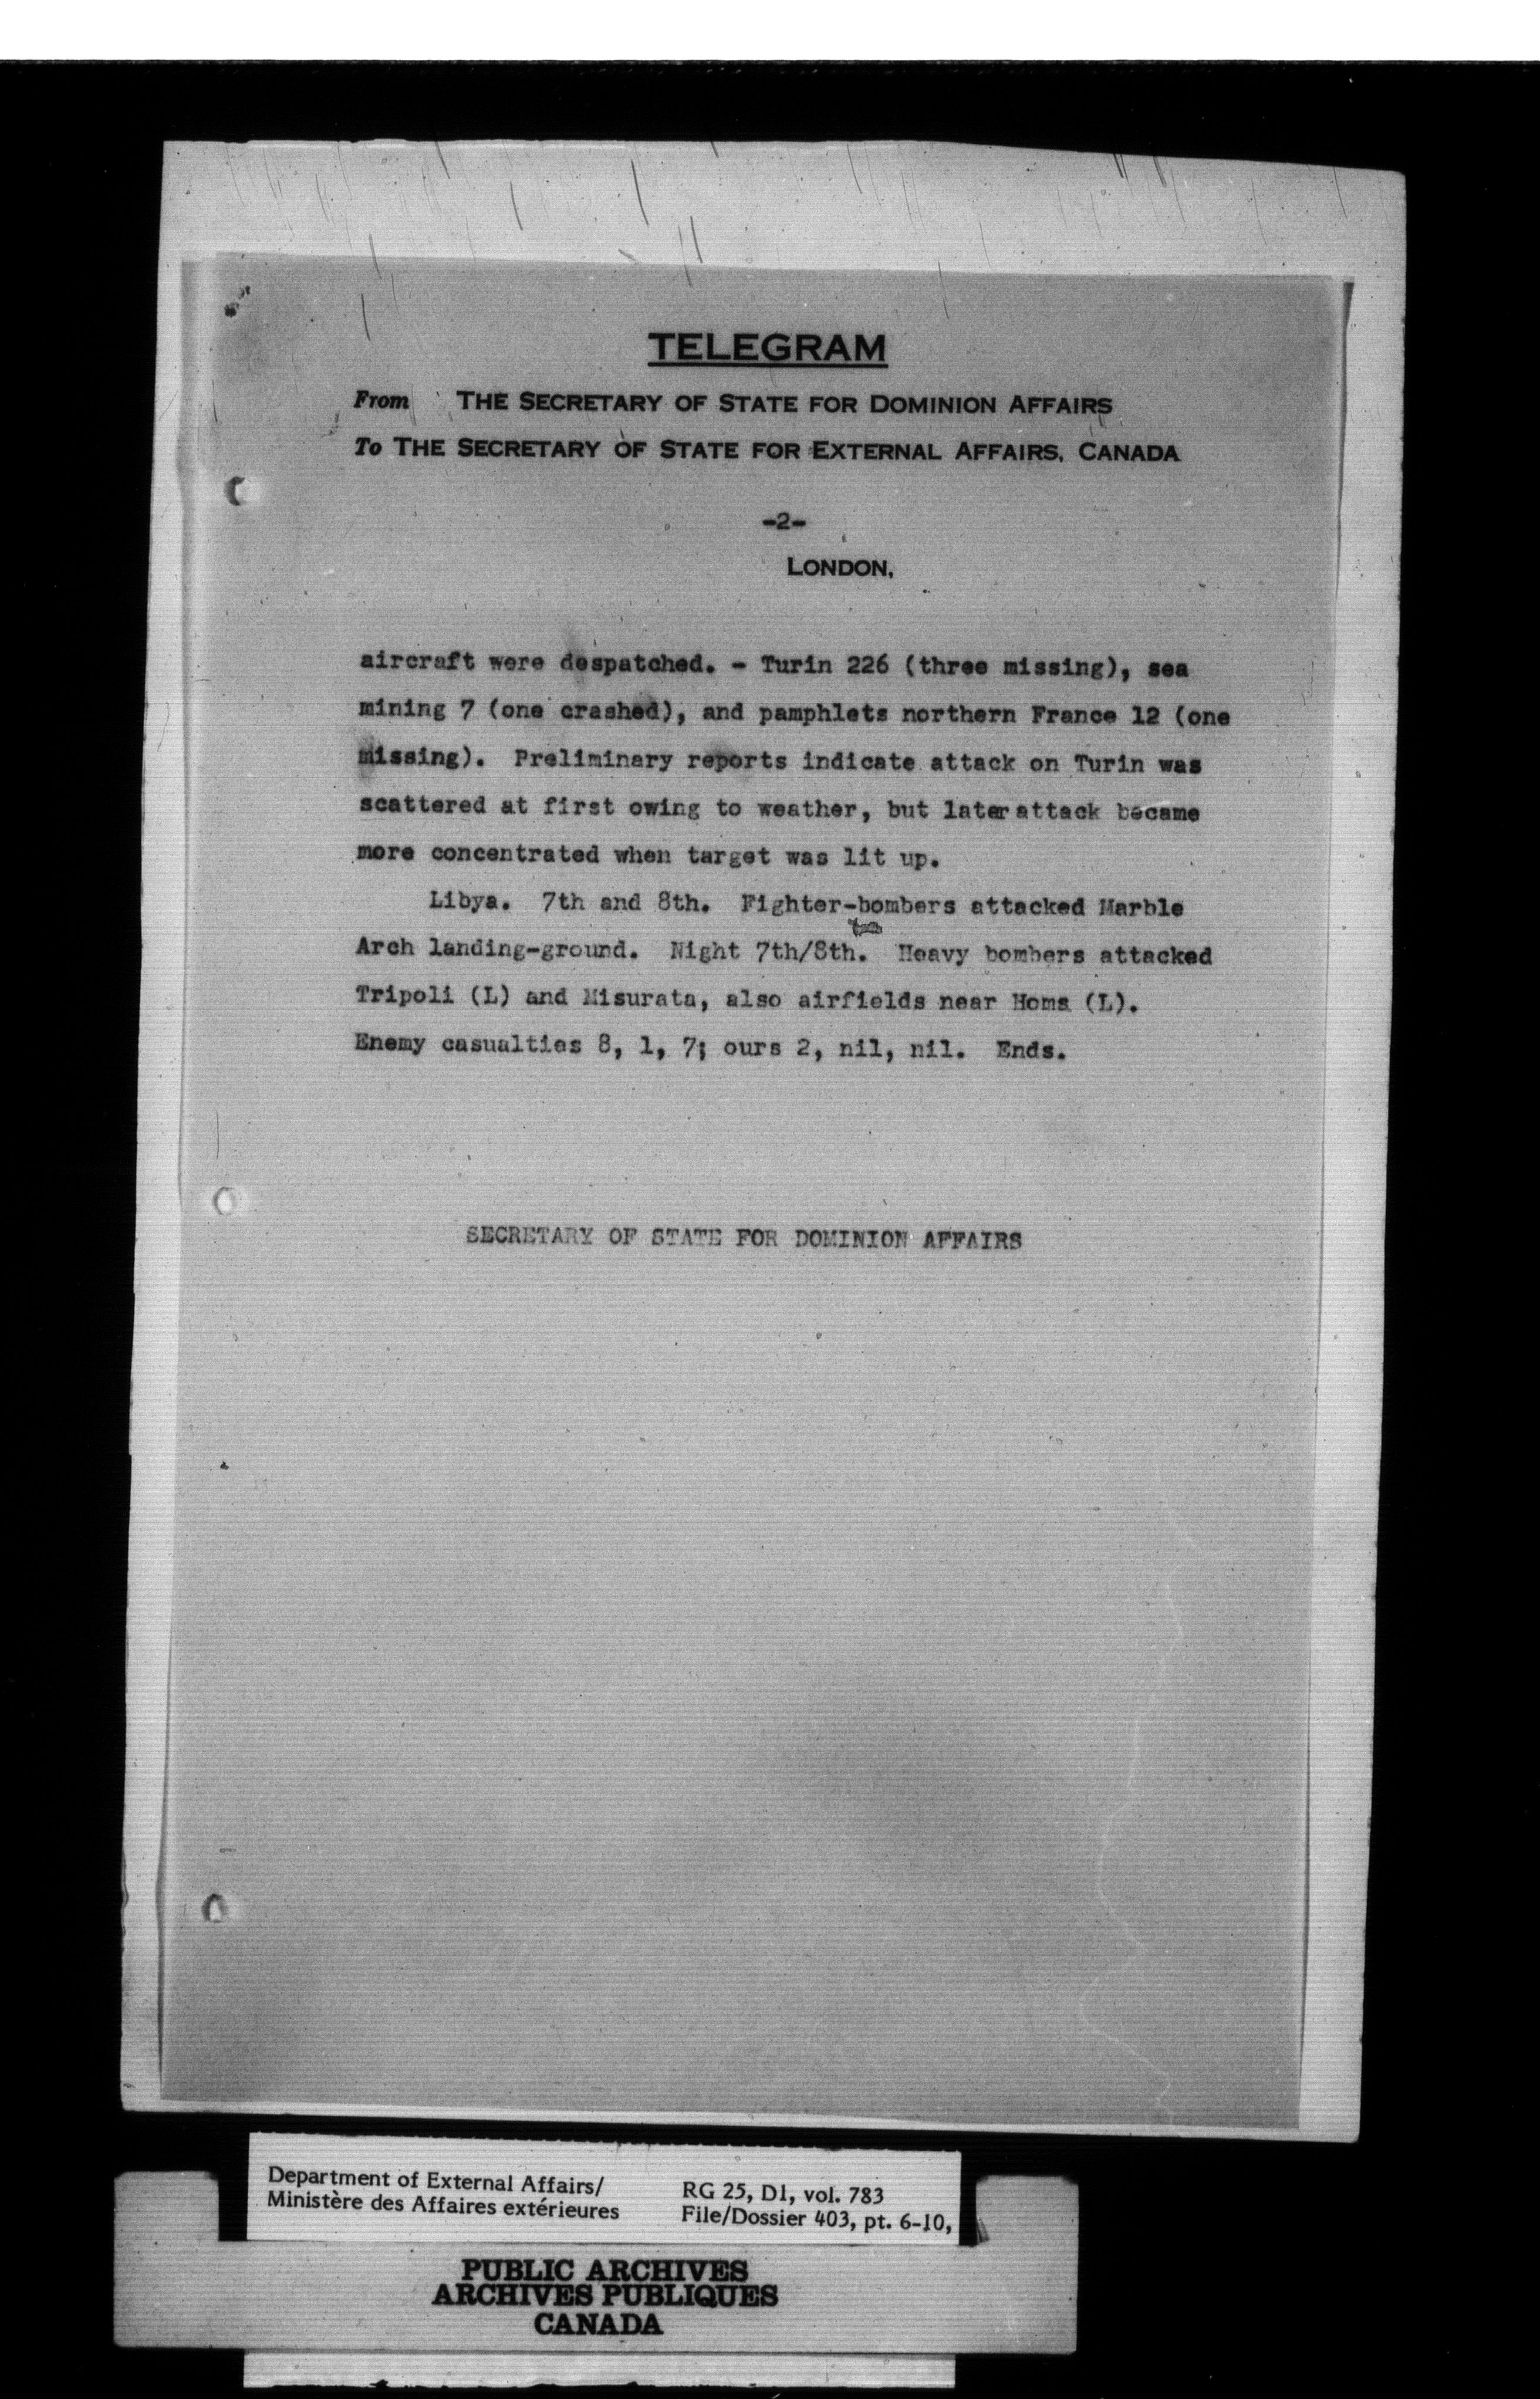 TELEGRAM
From THE SECRETARY OF STATE FOR DOMINION AFFAIRS
To THE SECRETARY OF STATE FOR EXTERNAL AFFAIRS, CANADA
-2-
LONDON,
aircraft were despatched. - Turin 226 (three missing), sea
mining 7 (one crashed), and pamphlets northern France 12 (one
missing). Preliminary reports indicate attack on Turin was
scattered at first owing to weather, but later attack became
more concentrated when target was lit up.
Libya. 7th and 8th. Fighter-bombers attacked Marble
Arch landing-ground. Night 7th/8th. Heavy bombers attacked
Tripoli (L) and Misurata, also airfields near Homs (L).
Enemy casualties 8, 1, 7; ours 2, nil, nil. Ends.
SECRETARY OF STATE FOR DOMINION AFFAIRS
Department of External Affairs/
Ministère des Affaires extérieures
RG 25, D1, vol. 783
File/Dossier 403, pt. 6-10,
PUBLIC ARCHIVES
ARCHIVES PUBLIQUES
CANADA